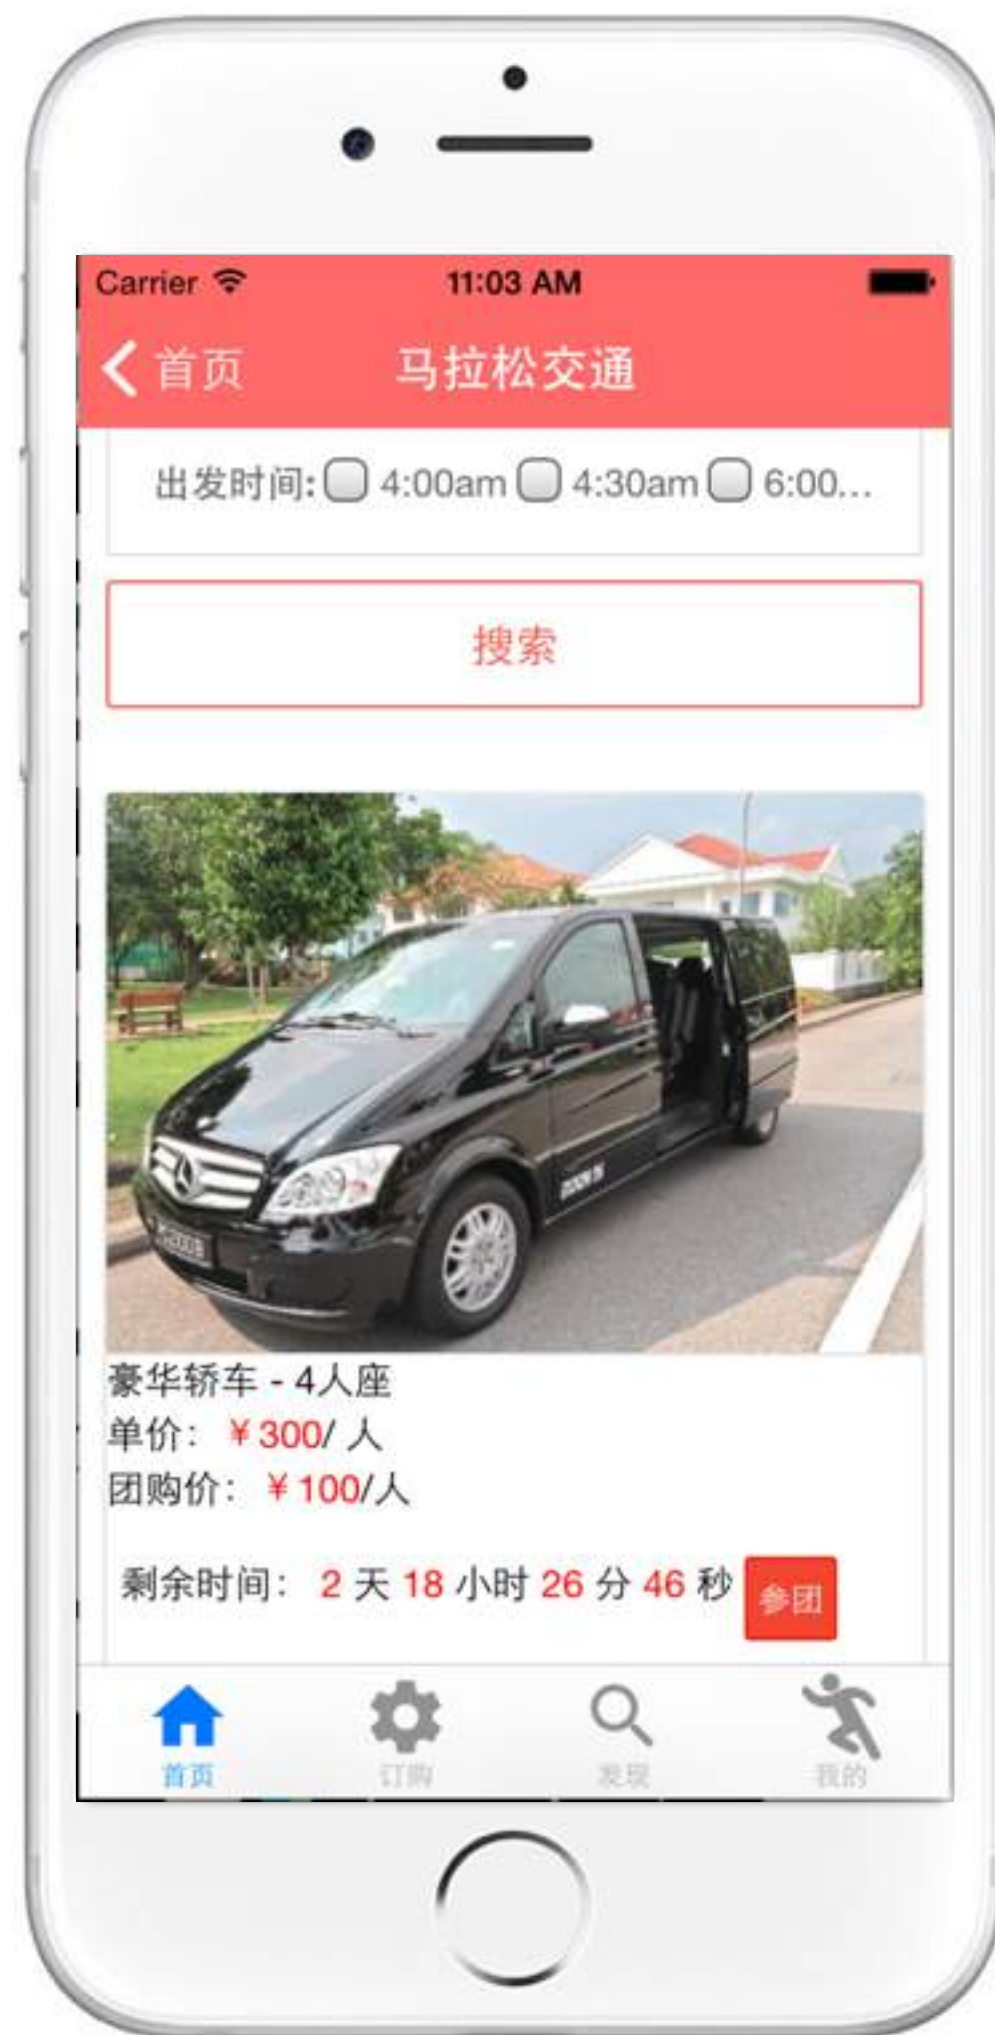 Carrier 11:03 AM
首页 马拉松交通
出发时间: 4:00am 4:30am 6:00...
搜索
豪华轿车 - 4人座
单价：￥300/ 人
团购价：￥100/人
剩余时间： 2 天 18 小时 26 分 46 秒 参团
首页 订购 发现 我的